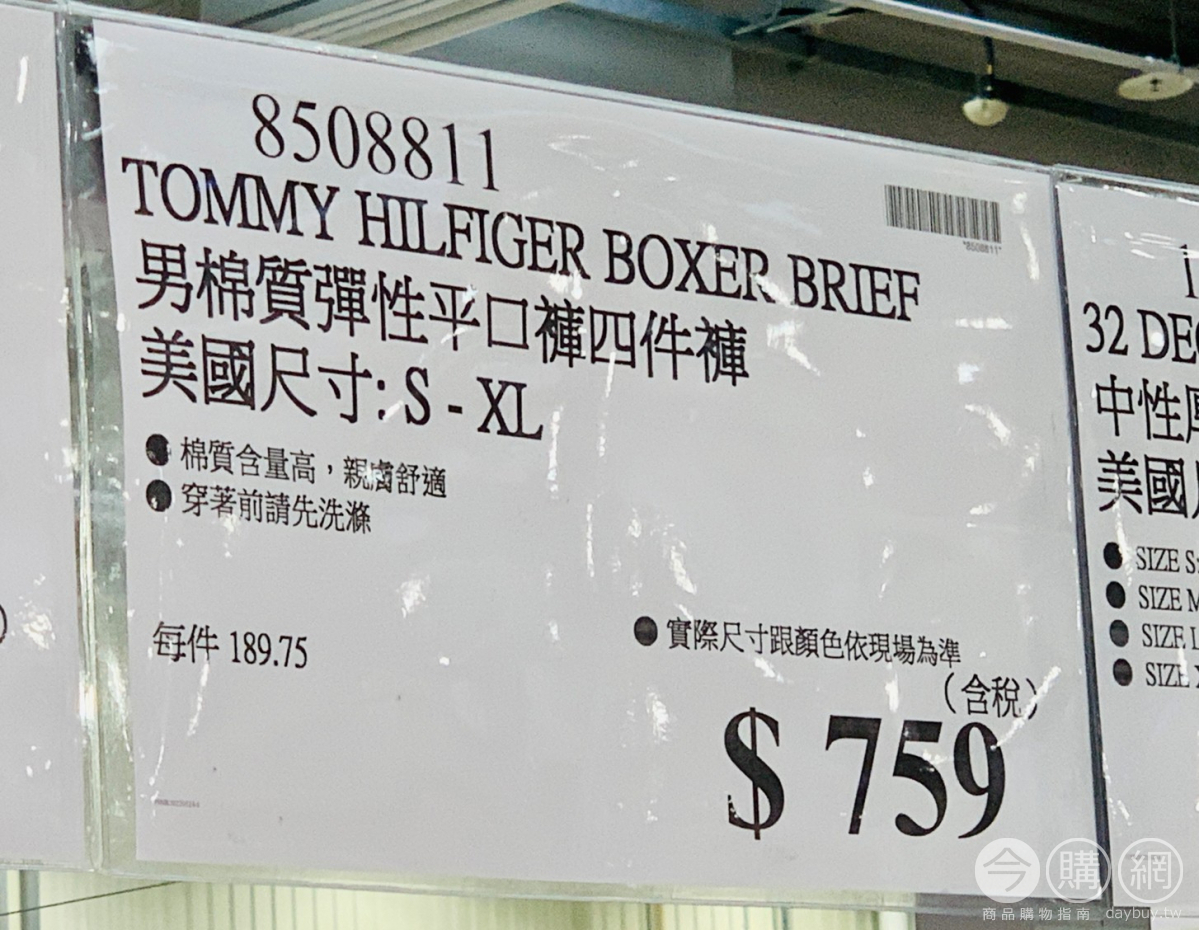 8508811
*8508811*
TOMMY HILFIGER BOXER BRIEF
男棉質彈性平口褲四件褲
美國尺寸: S - XL
● 棉質含量高，親膚舒適
● 穿著前請先洗滌
每件 189.75
● 實際尺寸跟顏色依現場為準
（含稅）
$ 759
32
中性
美國
● SIZE
● SIZE
● SIZE L
● SIZE
今購網
商品購物指南 daybuy.tw